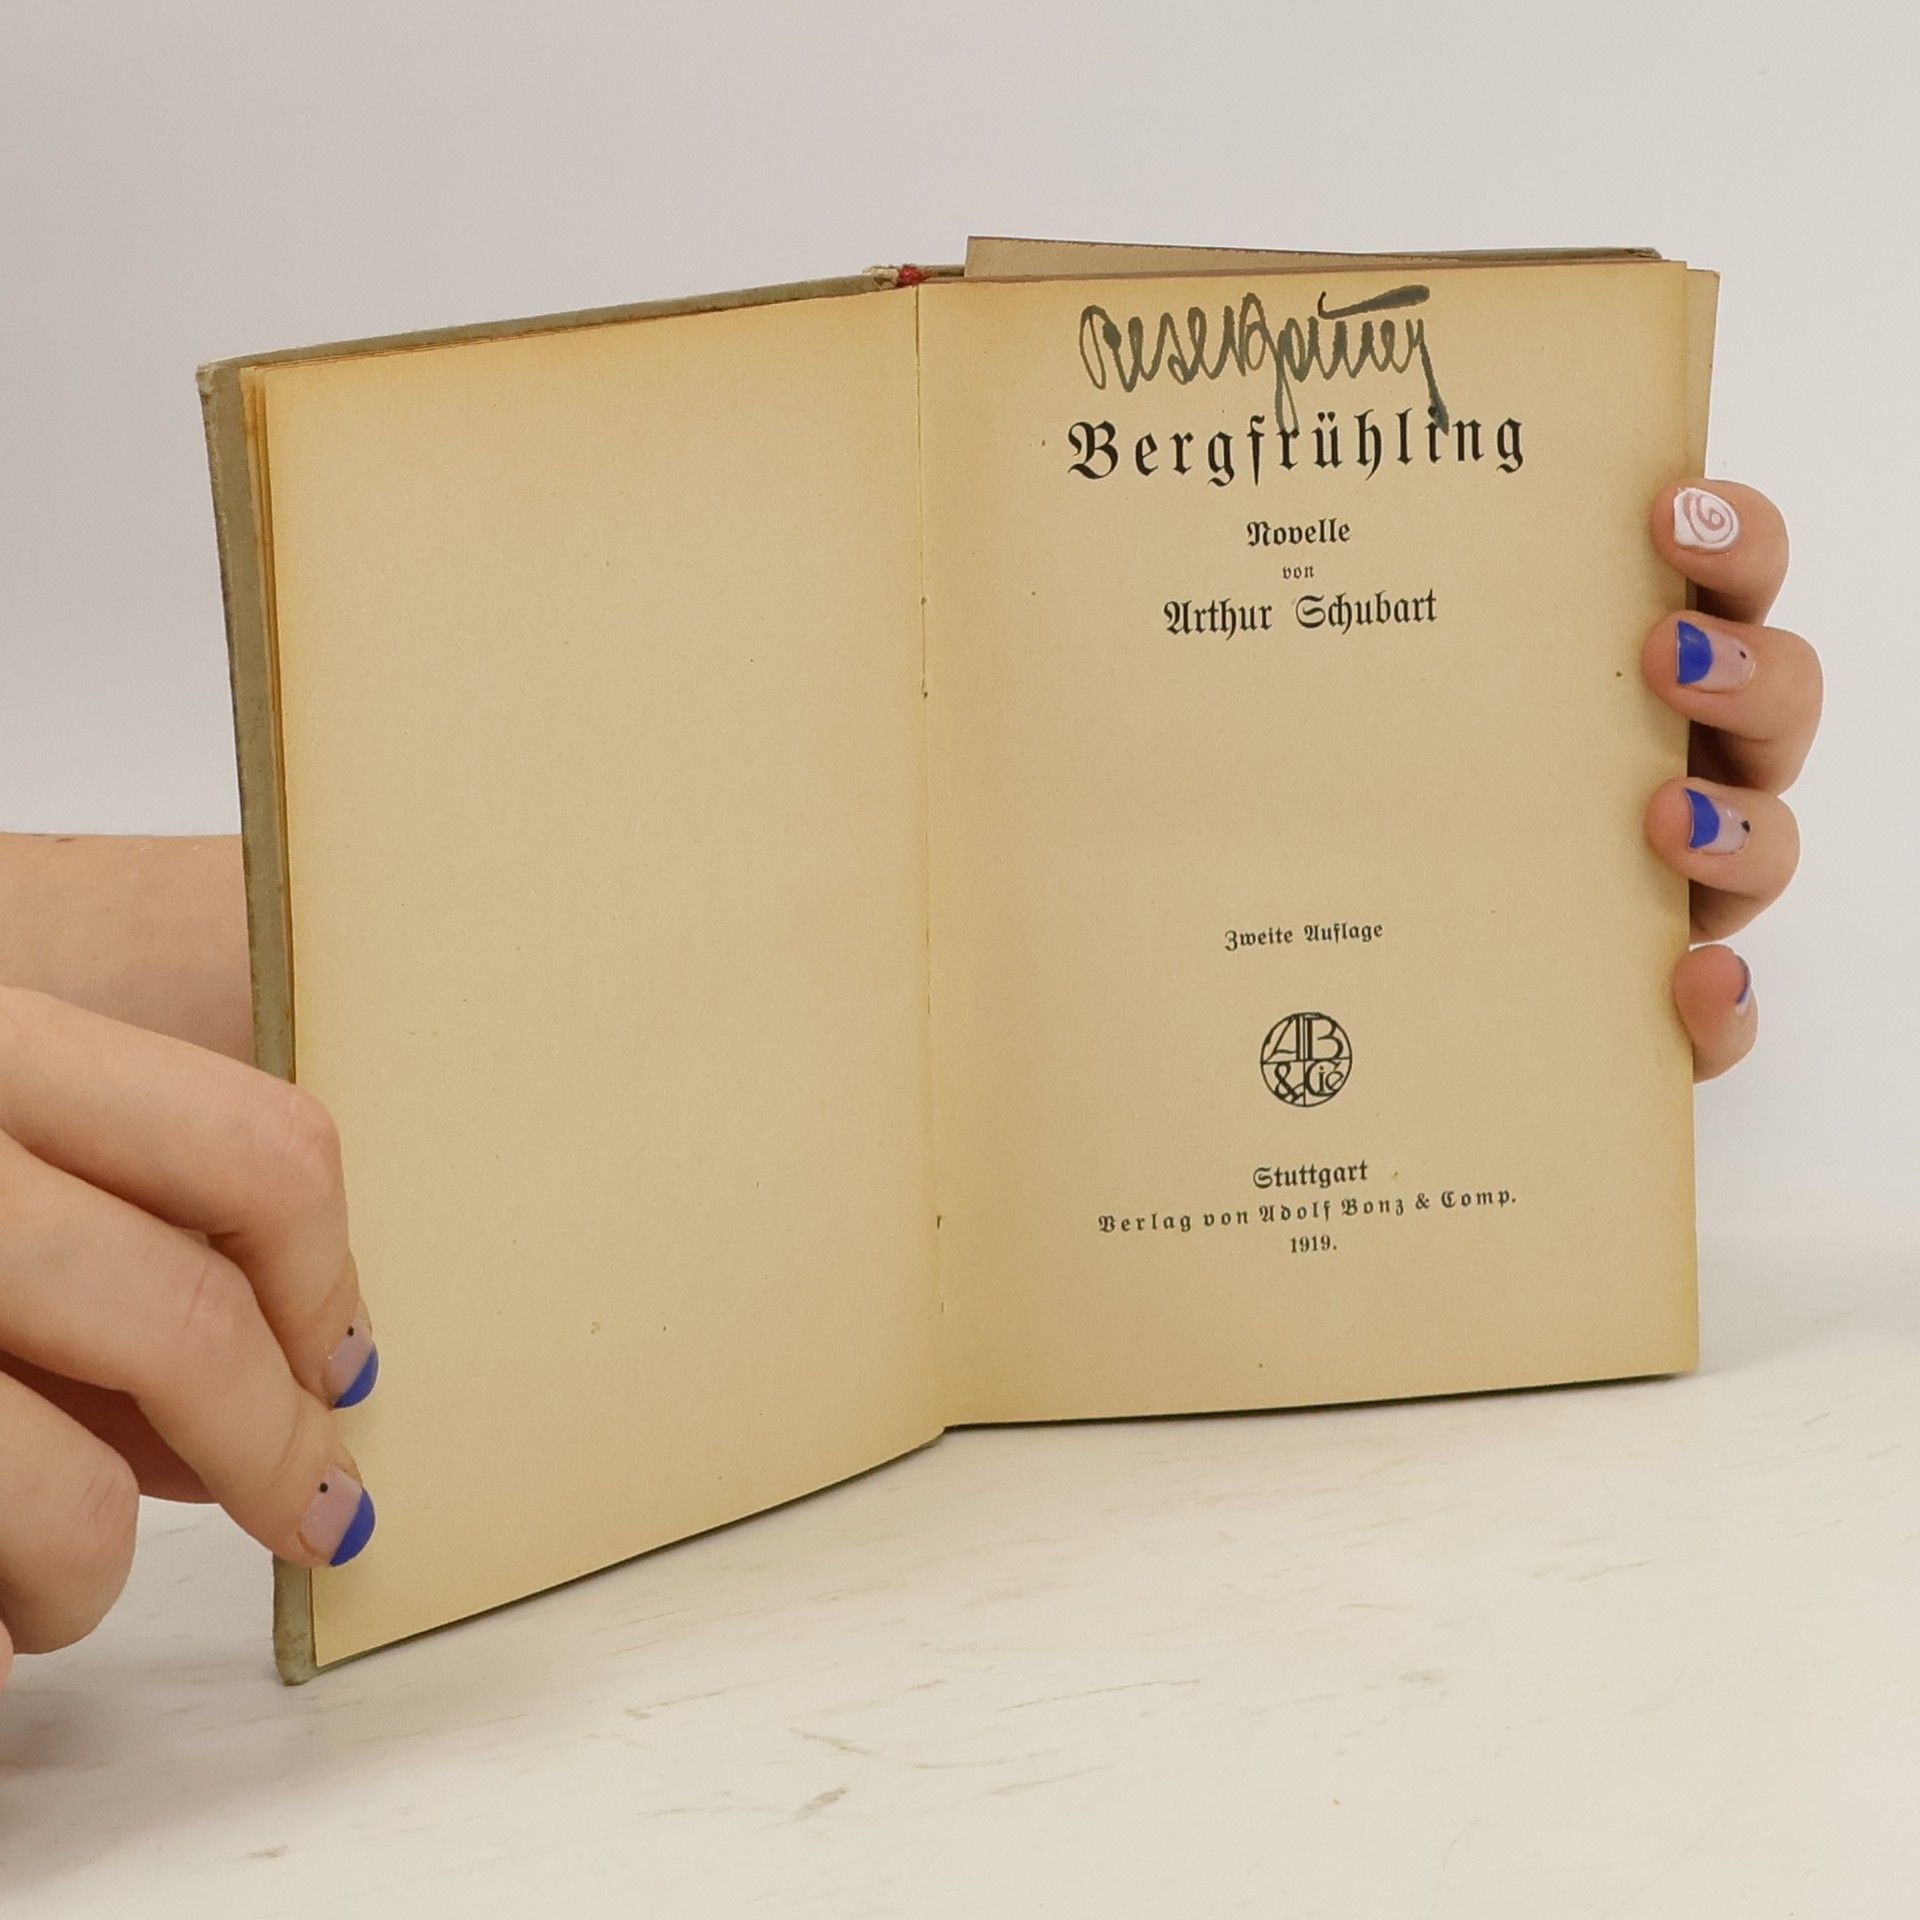 Bergfrühling
Novelle
von
Arthur Schubart
Zweite Auflage
AB
& Cie
Stuttgart
Verlag von Adolf Bonz & Comp.
1919.